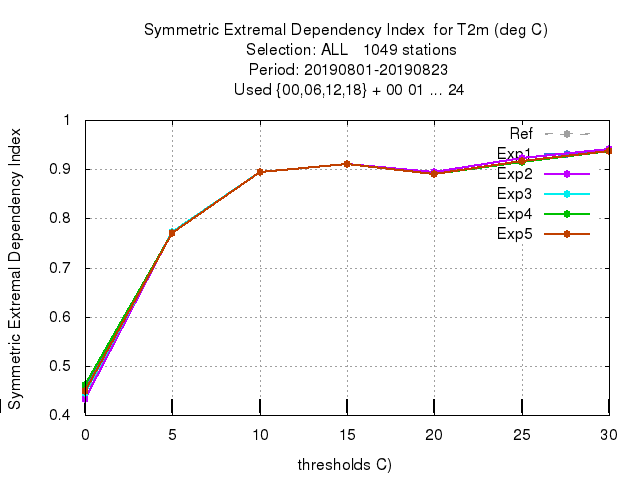 Symmetric Extremal Dependency Index for T2m (deg C)
Selection: ALL 1049 stations
Period: 20190801-20190823
Used {00,06,12,18} + 00 01 ... 24
Symmetric Extremal Dependency Index
1
0.9
0.8
0.7
0.6
0.5
0.4
Ref
Exp1
Exp2
Exp3
Exp4
Exp5
0 5 10 15 20 25 30
thresholds C)